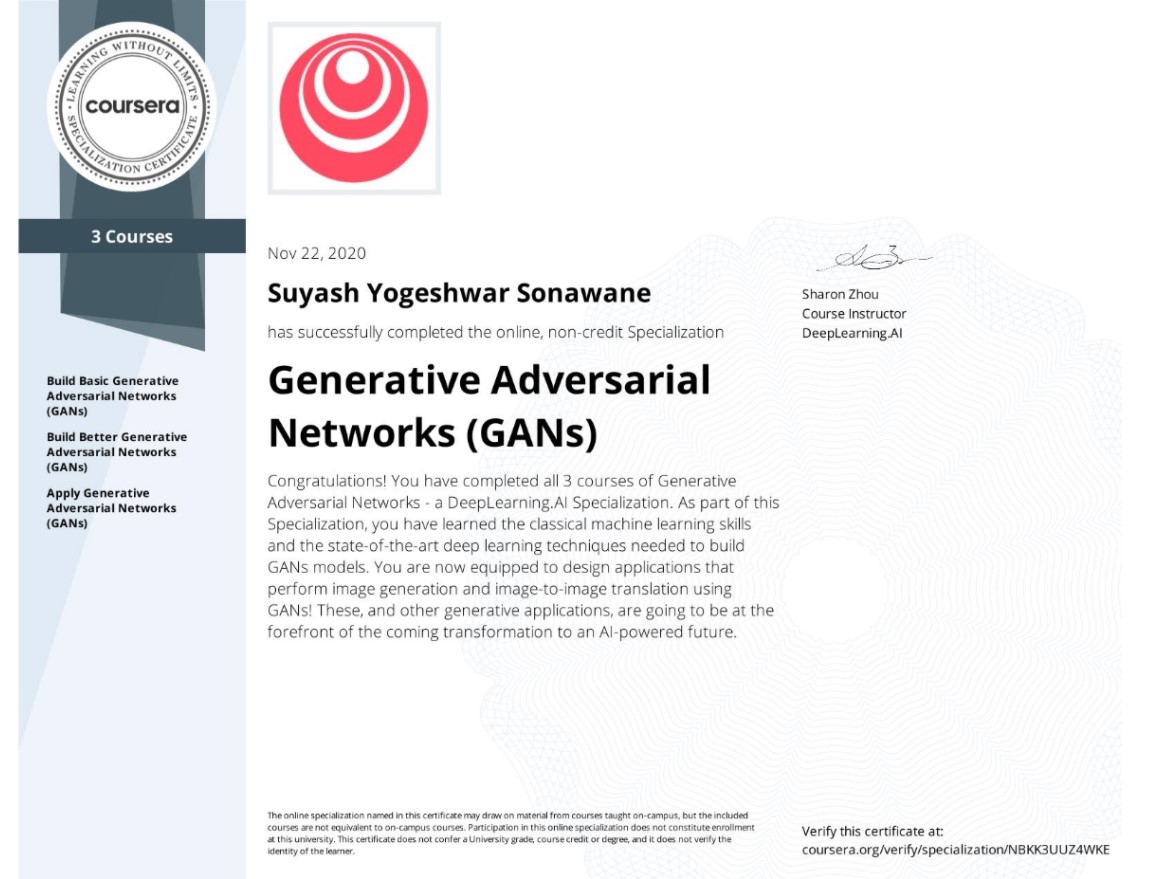 LEARNING WITHOUT LIMITS
coursera
SPECIALIZATION CERTIFICATE
3 Courses
Build Basic Generative
Adversarial Networks
(GANs)
Build Better Generative
Adversarial Networks
(GANs)
Apply Generative
Adversarial Networks
(GANs)
Nov 22, 2020
Suyash Yogeshwar Sonawane
has successfully completed the online, non-credit Specialization
Generative Adversarial
Networks (GANs)
Congratulations! You have completed all 3 courses of Generative
Adversarial Networks - a DeepLearning.AI Specialization. As part of this
Specialization, you have learned the classical machine learning skills
and the state-of-the-art deep learning techniques needed to build
GANs models. You are now equipped to design applications that
perform image generation and image-to-image translation using
GANs! These, and other generative applications, are going to be at the
forefront of the coming transformation to an AI-powered future.
Sharon Zhou
Course Instructor
DeepLearning.AI
The online specialization named in this certificate may draw on material from courses taught on-campus, but the included
courses are not equivalent to on-campus courses. Participation in this online specialization does not constitute enrollment
at this university. This certificate does not confer a University grade, course credit or degree, and it does not verify the
identity of the learner.
Verify this certificate at:
coursera.org/verify/specialization/NBKK3UUZ4WKE